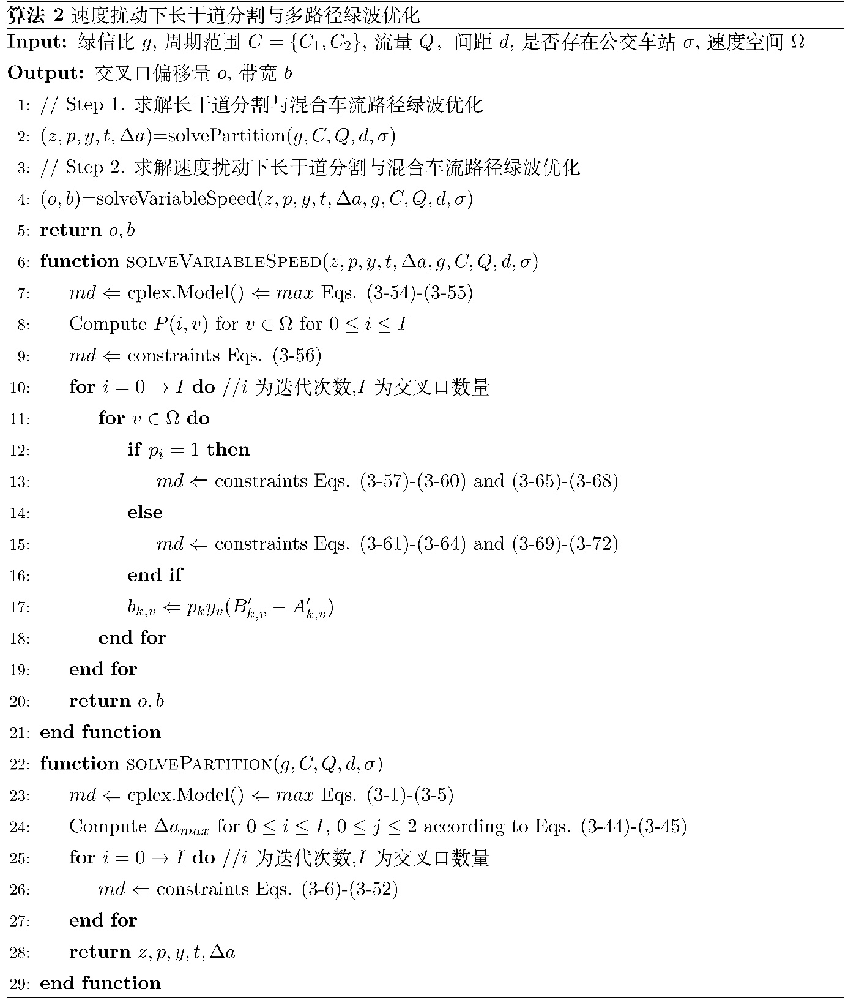 算法 2 速度扰动下长干道分割与多路径绿波优化
Input: 绿信比 g, 周期范围 C = {C₁, C₂}, 流量 Q, 间距 d, 是否存在公交车站 σ, 速度空间 Ω
Output: 交叉口偏移量 o, 带宽 b
1: // Step 1. 求解长干道分割与混合车流路径绿波优化
2: (z, p, y, t, Δa)=solvePartition(g, C, Q, d, σ)
3: // Step 2. 求解速度扰动下长干道分割与混合车流路径绿波优化
4: (o, b)=solveVariableSpeed(z, p, y, t, Δa, g, C, Q, d, σ)
5: return o, b
6: function SOLVEVARIABLESPEED(z, p, y, t, Δa, g, C, Q, d, σ)
7: md ⇐ cplex.Model() ⇐ max Eqs. (3-54)-(3-55)
8: Compute P(i, v) for v ∈ Ω for 0 ≤ i ≤ I
9: md ⇐ constraints Eqs. (3-56)
10: for i = 0 → I do //i 为迭代次数,I 为交叉口数量
11: for v ∈ Ω do
12: if pᵢ = 1 then
13: md ⇐ constraints Eqs. (3-57)-(3-60) and (3-65)-(3-68)
14: else
15: md ⇐ constraints Eqs. (3-61)-(3-64) and (3-69)-(3-72)
16: end if
17: b_{k,v} ⇐ p_k y_v(B′_{k,v} − A′_{k,v})
18: end for
19: end for
20: return o, b
21: end function
22: function SOLVEPARTITION(g, C, Q, d, σ)
23: md ⇐ cplex.Model() ⇐ max Eqs. (3-1)-(3-5)
24: Compute Δa_{max} for 0 ≤ i ≤ I, 0 ≤ j ≤ 2 according to Eqs. (3-44)-(3-45)
25: for i = 0 → I do //i 为迭代次数,I 为交叉口数量
26: md ⇐ constraints Eqs. (3-6)-(3-52)
27: end for
28: return z, p, y, t, Δa
29: end function